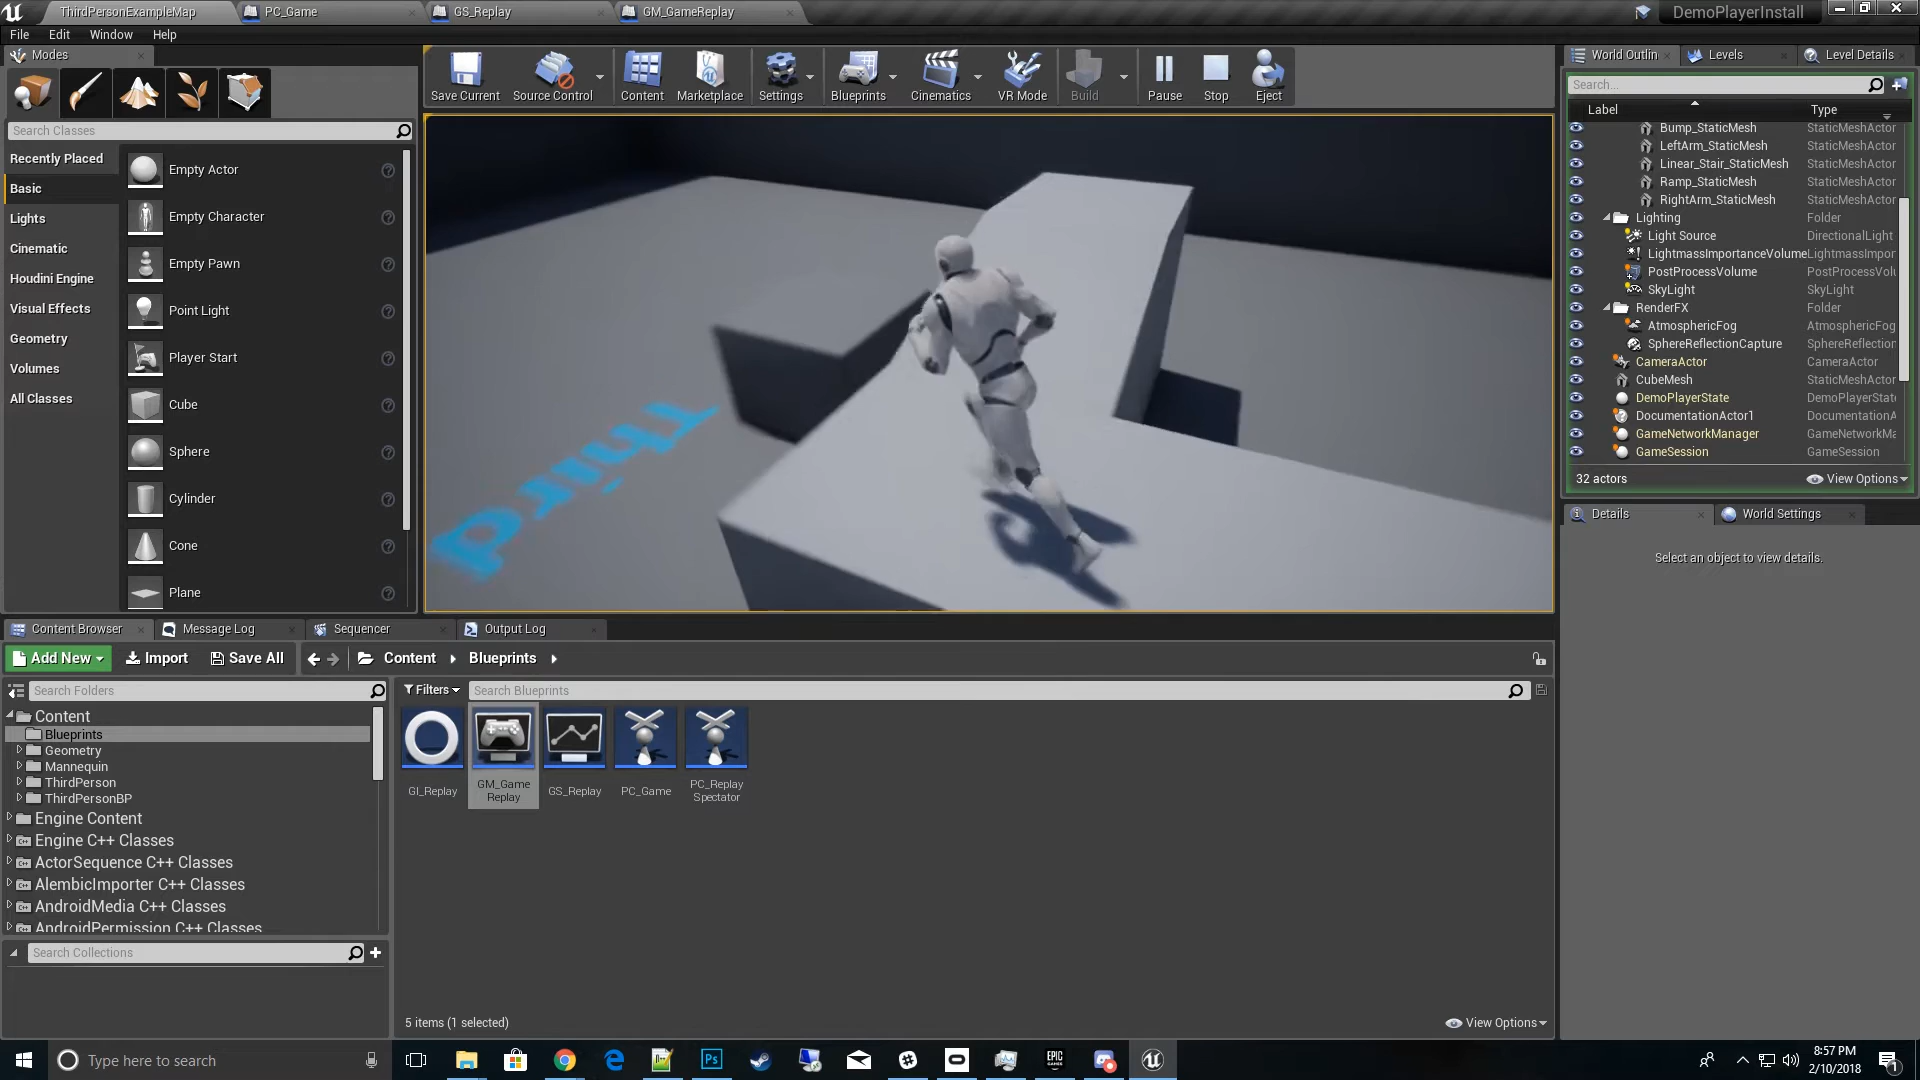 ThirdPersonExampleMap
PC_Game
GS_Replay
GM_GameReplay
DemoPlayerInstall
File Edit Window Help
Modes
Save Current
Source Control
Content
Marketplace
Settings
Blueprints
Cinematics
VR Mode
Build
Pause
Stop
Eject
Search Classes
Recently Placed
Basic
Lights
Cinematic
Houdini Engine
Visual Effects
Geometry
Volumes
All Classes
Empty Actor
Empty Character
Empty Pawn
Point Light
Player Start
Cube
Sphere
Cylinder
Cone
Plane
Third
World Outlin
Levels
Level Details
Search...
Label Type
Bump_StaticMesh StaticMeshActor
LeftArm_StaticMesh StaticMeshActor
Linear_Stair_StaticMesh StaticMeshActor
Ramp_StaticMesh StaticMeshActor
RightArm_StaticMesh StaticMeshActor
Lighting Folder
Light Source DirectionalLight
LightmassImportanceVolume LightmassImpor
PostProcessVolume PostProcessVolu
SkyLight SkyLight
RenderFX Folder
AtmosphericFog AtmosphericFog
SphereReflectionCapture SphereReflection
CameraActor CameraActor
CubeMesh StaticMeshActor
DemoPlayerState DemoPlayerState
DocumentationActor1 DocumentationA
GameNetworkManager GameNetworkMa
GameSession GameSession
32 actors
View Options
Details
World Settings
Select an object to view details.
Content Browser
Message Log
Sequencer
Output Log
Add New
Import
Save All
Content
Blueprints
Search Folders
Filters
Search Blueprints
Content
Blueprints
Geometry
Mannequin
ThirdPerson
ThirdPersonBP
Engine Content
Engine C++ Classes
ActorSequence C++ Classes
AlembicImporter C++ Classes
AndroidMedia C++ Classes
AndroidPermission C++ Classes
GI_Replay
GM_Game
Replay
GS_Replay
PC_Game
PC_Replay
Spectator
Search Collections
5 items (1 selected)
View Options
Type here to search
Ps
EPIC
GAMES
8:57 PM
2/10/2018
1